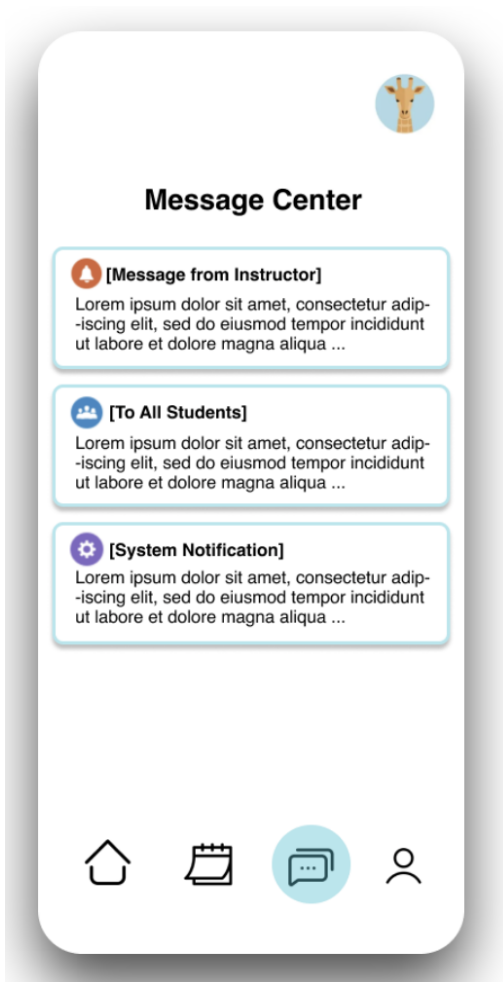 Message Center
[Message from Instructor]
Lorem ipsum dolor sit amet, consectetur adip-
-iscing elit, sed do eiusmod tempor incididunt
ut labore et dolore magna aliqua ...
[To All Students]
Lorem ipsum dolor sit amet, consectetur adip-
-iscing elit, sed do eiusmod tempor incididunt
ut labore et dolore magna aliqua ...
[System Notification]
Lorem ipsum dolor sit amet, consectetur adip-
-iscing elit, sed do eiusmod tempor incididunt
ut labore et dolore magna aliqua ...